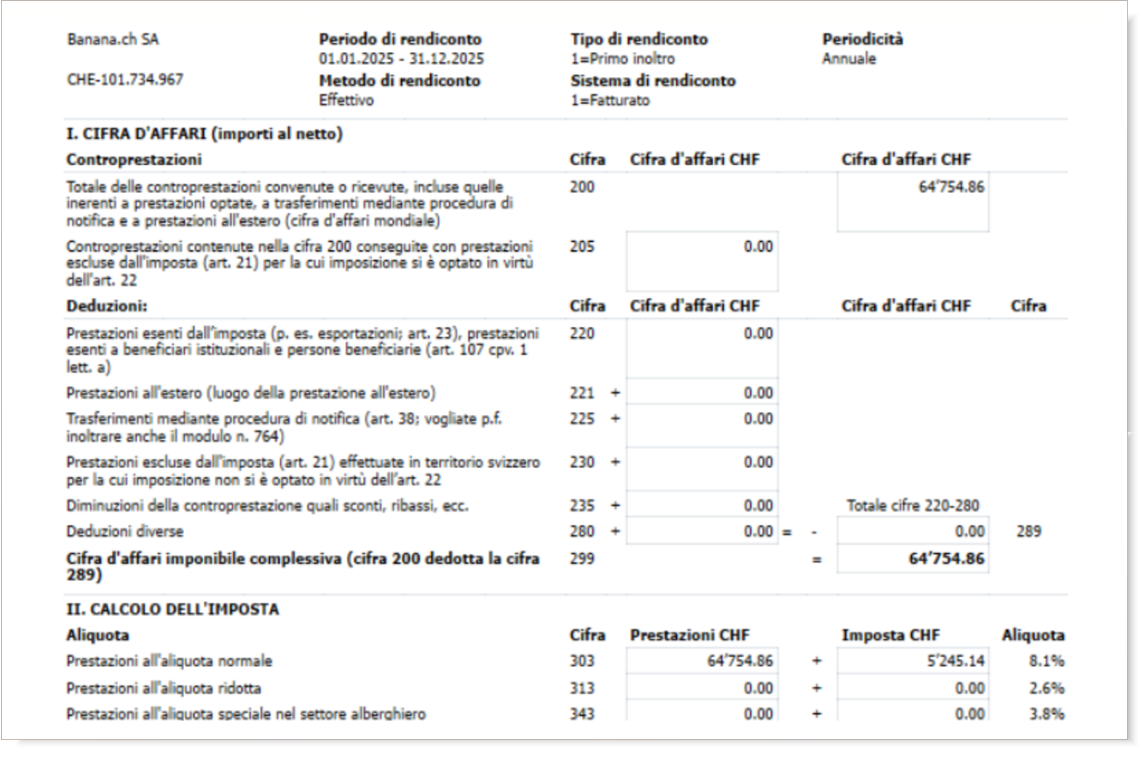 Banana.ch SA Periodo di rendiconto Tipo di rendiconto Periodicità
01.01.2025 - 31.12.2025 1=Primo inoltro Annuale
CHE-101.734.967 Metodo di rendiconto Sistema di rendiconto
Effettivo 1=Fatturato
I. CIFRA D'AFFARI (importi al netto)
Controprestazioni Cifra Cifra d'affari CHF Cifra d'affari CHF
Totale delle controprestazioni convenute o ricevute, incluse quelle 200 64'754.86
inerenti a prestazioni optate, a trasferimenti mediante procedura di
notifica e a prestazioni all'estero (cifra d'affari mondiale)
Controprestazioni contenute nella cifra 200 conseguite con prestazioni 205 0.00
escluse dall'imposta (art. 21) per la cui imposizione si è optato in virtù
dell'art. 22
Deduzioni: Cifra Cifra d'affari CHF Cifra d'affari CHF Cifra
Prestazioni esenti dall'imposta (p. es. esportazioni; art. 23), prestazioni 220 0.00
esenti a beneficiari istituzionali e persone beneficiarie (art. 107 cpv. 1
lett. a)
Prestazioni all'estero (luogo della prestazione all'estero) 221 + 0.00
Trasferimenti mediante procedura di notifica (art. 38; vogliate p.f. 225 + 0.00
inoltrare anche il modulo n. 764)
Prestazioni escluse dall'imposta (art. 21) effettuate in territorio svizzero 230 + 0.00
per la cui imposizione non si è optato in virtù dell'art. 22
Diminuzioni della controprestazione quali sconti, ribassi, ecc. 235 + 0.00 Totale cifre 220-280
Deduzioni diverse 280 + 0.00 = - 0.00 289
Cifra d'affari imponibile complessiva (cifra 200 dedotta la cifra 299 = 64'754.86
289)
II. CALCOLO DELL'IMPOSTA
Aliquota Cifra Prestazioni CHF Imposta CHF Aliquota
Prestazioni all'aliquota normale 303 64'754.86 + 5'245.14 8.1%
Prestazioni all'aliquota ridotta 313 0.00 + 0.00 2.6%
Prestazioni all'aliquota speciale nel settore alberghiero 343 0.00 + 0.00 3.8%